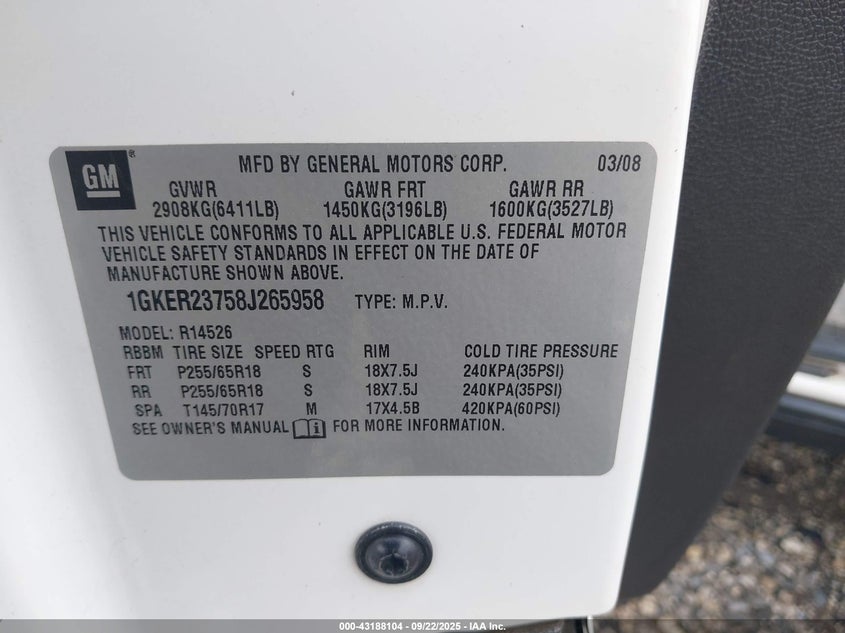 GM ®
MFD BY GENERAL MOTORS CORP. 03/08
GVWR GAWR FRT GAWR RR
2908KG(6411LB) 1450KG(3196LB) 1600KG(3527LB)
THIS VEHICLE CONFORMS TO ALL APPLICABLE U.S. FEDERAL MOTOR
VEHICLE SAFETY STANDARDS IN EFFECT ON THE DATE OF
MANUFACTURE SHOWN ABOVE.
1GKER23758J265958 TYPE: M.P.V.
MODEL: R14526
RBBM TIRE SIZE SPEED RTG RIM COLD TIRE PRESSURE
FRT P255/65R18 S 18X7.5J 240KPA(35PSI)
RR P255/65R18 S 18X7.5J 240KPA(35PSI)
SPA T145/70R17 M 17X4.5B 420KPA(60PSI)
SEE OWNER'S MANUAL i FOR MORE INFORMATION.
000-43188104 - 09/22/2025 - IAA Inc.